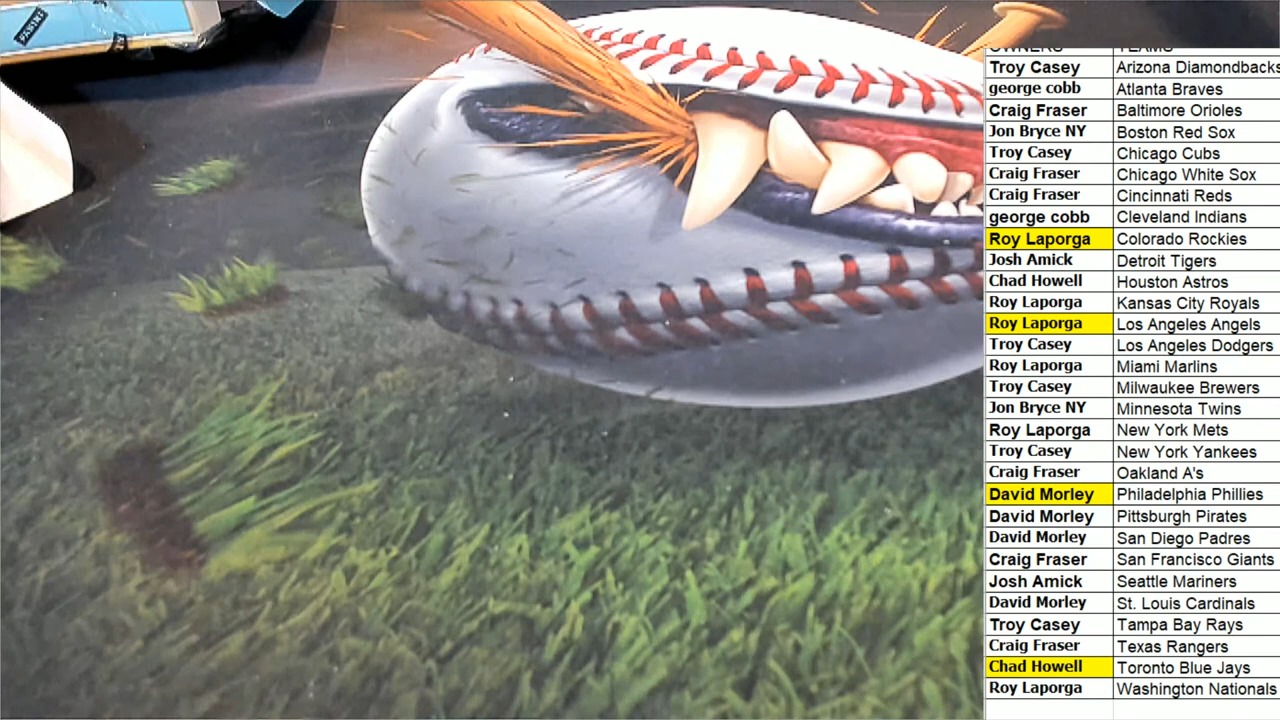 PANINI
OWNERS TEAMS
Troy Casey Arizona Diamondbacks
george cobb Atlanta Braves
Craig Fraser Baltimore Orioles
Jon Bryce NY Boston Red Sox
Troy Casey Chicago Cubs
Craig Fraser Chicago White Sox
Craig Fraser Cincinnati Reds
george cobb Cleveland Indians
Roy Laporga Colorado Rockies
Josh Amick Detroit Tigers
Chad Howell Houston Astros
Roy Laporga Kansas City Royals
Roy Laporga Los Angeles Angels
Troy Casey Los Angeles Dodgers
Roy Laporga Miami Marlins
Troy Casey Milwaukee Brewers
Jon Bryce NY Minnesota Twins
Roy Laporga New York Mets
Troy Casey New York Yankees
Craig Fraser Oakland A's
David Morley Philadelphia Phillies
David Morley Pittsburgh Pirates
David Morley San Diego Padres
Craig Fraser San Francisco Giants
Josh Amick Seattle Mariners
David Morley St. Louis Cardinals
Troy Casey Tampa Bay Rays
Craig Fraser Texas Rangers
Chad Howell Toronto Blue Jays
Roy Laporga Washington Nationals